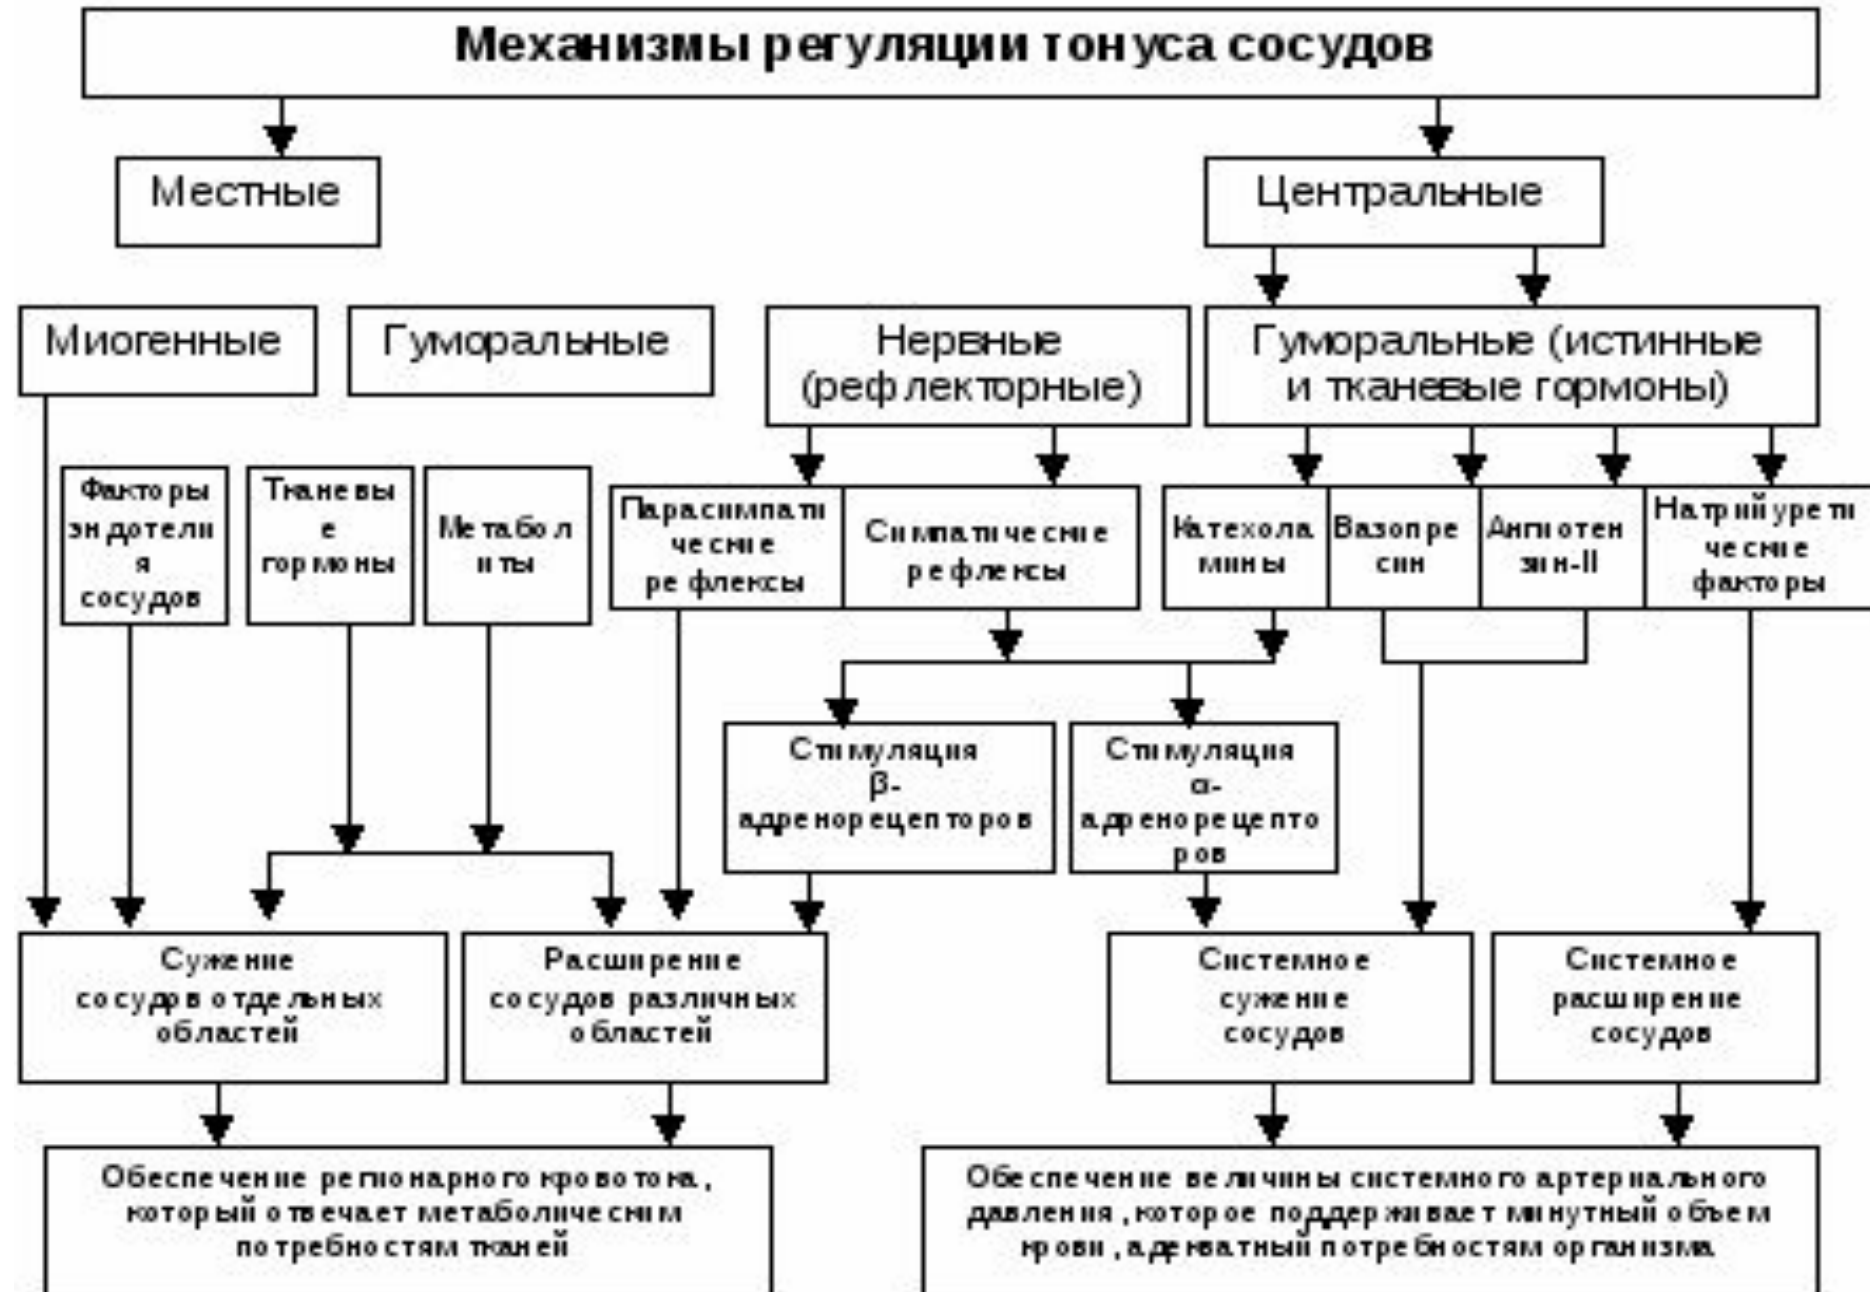 Механизмы регуляции тонуса сосудов
Местные
Центральные
Миогенные
Гуморальные
Нервные
(рефлекторные)
Гуморальные (истинные
и тканевые гормоны)
Факторы
эндотели
я
сосудов
Тканевы
е
гормоны
Метабол
иты
Парасимпати
ческие
рефлексы
Симпатические
рефлексы
Катехола
мины
Вазопре
син
Ангиотен
зин-II
Натрийурети
ческие
факторы
Стимуляция
β-
адренорецепторов
Стимуляция
α-
адренорецепто
ров
Сужение
сосудов отдельных
областей
Расширение
сосудов различных
областей
Системное
сужение
сосудов
Системное
расширение
сосудов
Обеспечение регионарного кровотока,
который отвечает метаболическим
потребностям тканей
Обеспечение величины системного артериального
давления, которое поддерживает минутный объем
крови, адекватный потребностям организма